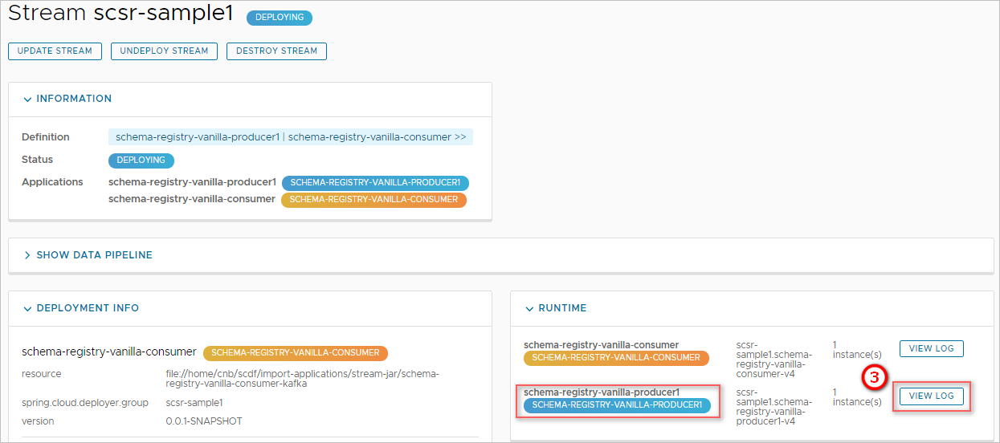 Stream scsr-sample1 DEPLOYING
UPDATE STREAM UNDEPLOY STREAM DESTROY STREAM
INFORMATION
Definition schema-registry-vanilla-producer1 | schema-registry-vanilla-consumer >>
Status DEPLOYING
Applications schema-registry-vanilla-producer1 SCHEMA-REGISTRY-VANILLA-PRODUCER1
schema-registry-vanilla-consumer SCHEMA-REGISTRY-VANILLA-CONSUMER
SHOW DATA PIPELINE
DEPLOYMENT INFO
schema-registry-vanilla-consumer SCHEMA-REGISTRY-VANILLA-CONSUMER
resource file://home/cnb/scdf/import-applications/stream-jar/schema-
registry-vanilla-consumer-kafka
spring.cloud.deployer.group scsr-sample1
version 0.0.1-SNAPSHOT
RUNTIME
schema-registry-vanilla-consumer
SCHEMA-REGISTRY-VANILLA-CONSUMER
scsr-
sample1.schema-
registry-vanilla-
consumer-v4
1
instance(s)
VIEW LOG
3
schema-registry-vanilla-producer1
SCHEMA-REGISTRY-VANILLA-PRODUCER1
scsr-
sample1.schema-
registry-vanilla-
producer1-v4
1
instance(s)
VIEW LOG